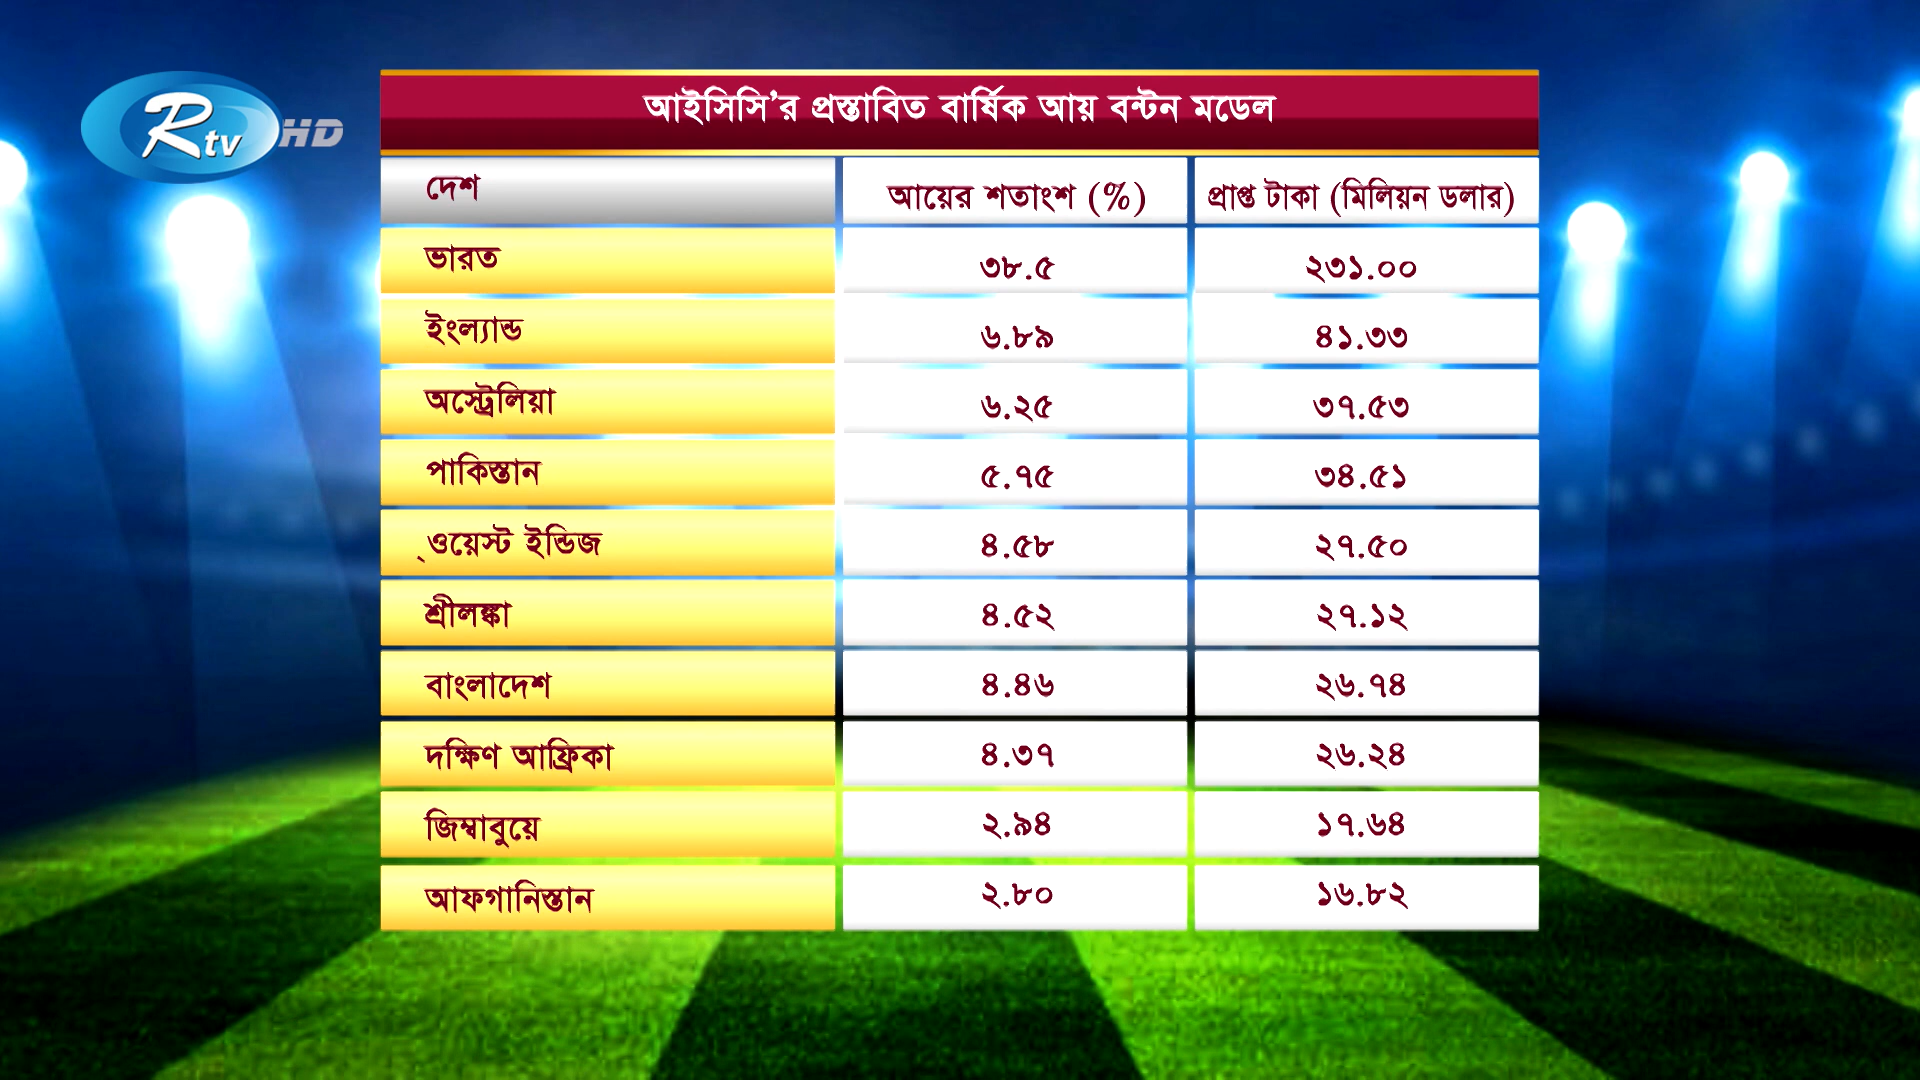 Rtv HD
আইসিসি’র প্রস্তাবিত বার্ষিক আয় বন্টন মডেল
দেশ আয়ের শতাংশ (%) প্রাপ্ত টাকা (মিলিয়ন ডলার)
ভারত ৩৮.৫ ২৩১.০০
ইংল্যান্ড ৬.৮৯ ৪১.৩৩
অস্ট্রেলিয়া ৬.২৫ ৩৭.৫৩
পাকিস্তান ৫.৭৫ ৩৪.৫১
ওয়েস্ট ইন্ডিজ ৪.৫৮ ২৭.৫০
শ্রীলঙ্কা ৪.৫২ ২৭.১২
বাংলাদেশ ৪.৪৬ ২৬.৭৪
দক্ষিণ আফ্রিকা ৪.৩৭ ২৬.২৪
জিম্বাবুয়ে ২.৯৪ ১৭.৬৪
আফগানিস্তান ২.৮০ ১৬.৮২